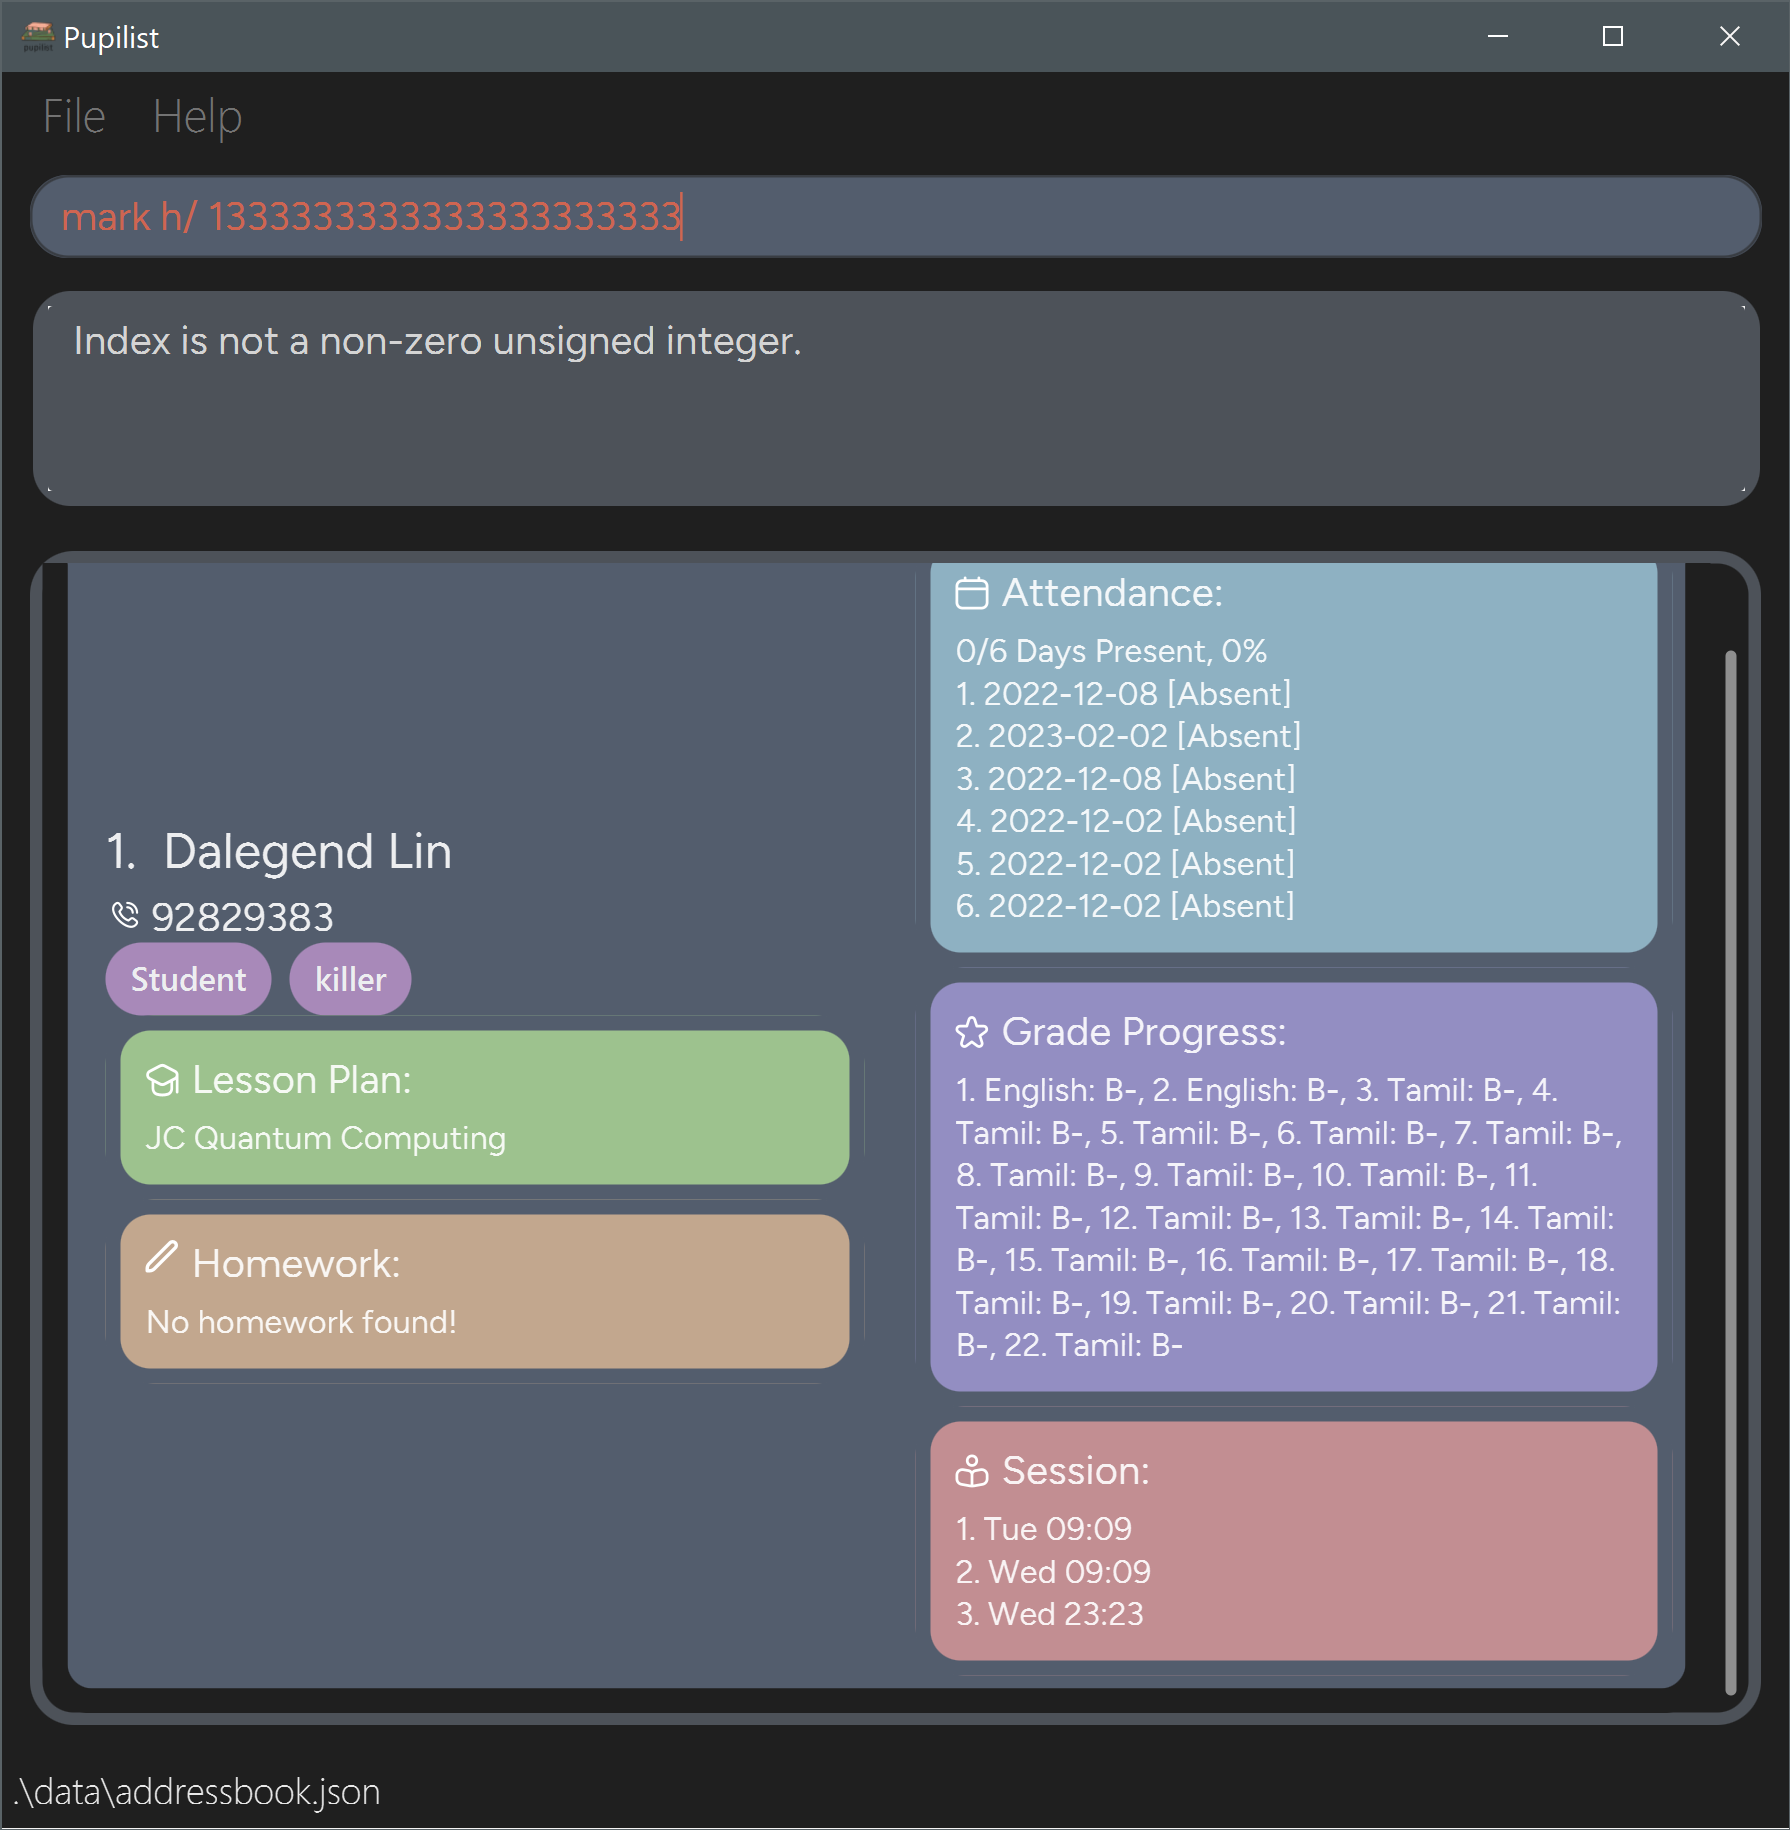 pupilist
Pupilist
File Help
mark h/ 1333333333333333333333
Index is not a non-zero unsigned integer.
1. Dalegend Lin
92829383
Student killer
Lesson Plan:
JC Quantum Computing
Homework:
No homework found!
Attendance:
0/6 Days Present, 0%
1. 2022-12-08 [Absent]
2. 2023-02-02 [Absent]
3. 2022-12-08 [Absent]
4. 2022-12-02 [Absent]
5. 2022-12-02 [Absent]
6. 2022-12-02 [Absent]
Grade Progress:
1. English: B-, 2. English: B-, 3. Tamil: B-, 4.
Tamil: B-, 5. Tamil: B-, 6. Tamil: B-, 7. Tamil: B-,
8. Tamil: B-, 9. Tamil: B-, 10. Tamil: B-, 11.
Tamil: B-, 12. Tamil: B-, 13. Tamil: B-, 14. Tamil:
B-, 15. Tamil: B-, 16. Tamil: B-, 17. Tamil: B-, 18.
Tamil: B-, 19. Tamil: B-, 20. Tamil: B-, 21. Tamil:
B-, 22. Tamil: B-
Session:
1. Tue 09:09
2. Wed 09:09
3. Wed 23:23
.\data\addressbook.json